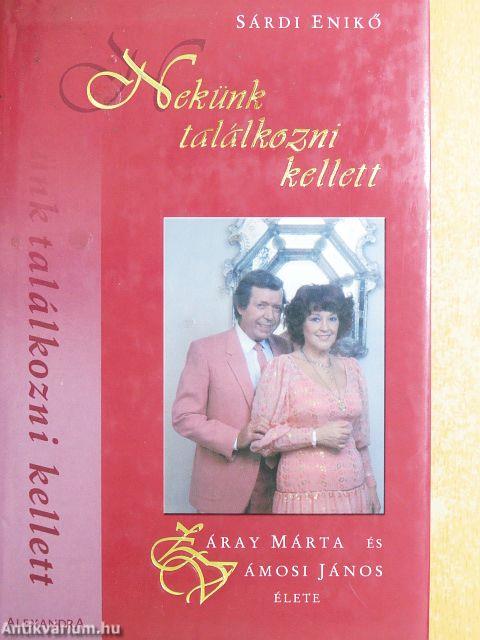 SÁRDI ENIKŐ
Nekünk
találkozni
kellett
nk találkozni kellett
ZÁRAY MÁRTA ÉS
VÁMOSI JÁNOS
ÉLETE
ALEXANDRA
Antikvarium.hu